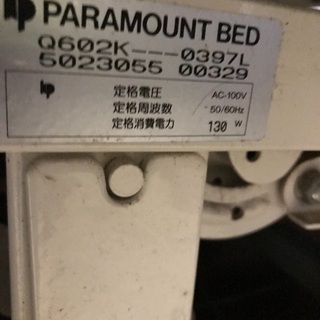 PARAMOUNT BED
Q602K---0397L
5023055 00329
定格電圧 AC-100V
定格周波数 50/60Hz
定格消費電力 130 W